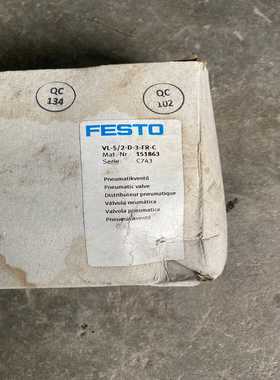 QC
134
QC
102
FESTO
VL-5/2-D-3-FR-C
Mat.-Nr. 151863
Serie: C743
Pneumatikventil
Pneumatic valve
Distributeur pneumatique
Válvula neumática
Valvola pneumatica
Pneumatikventil